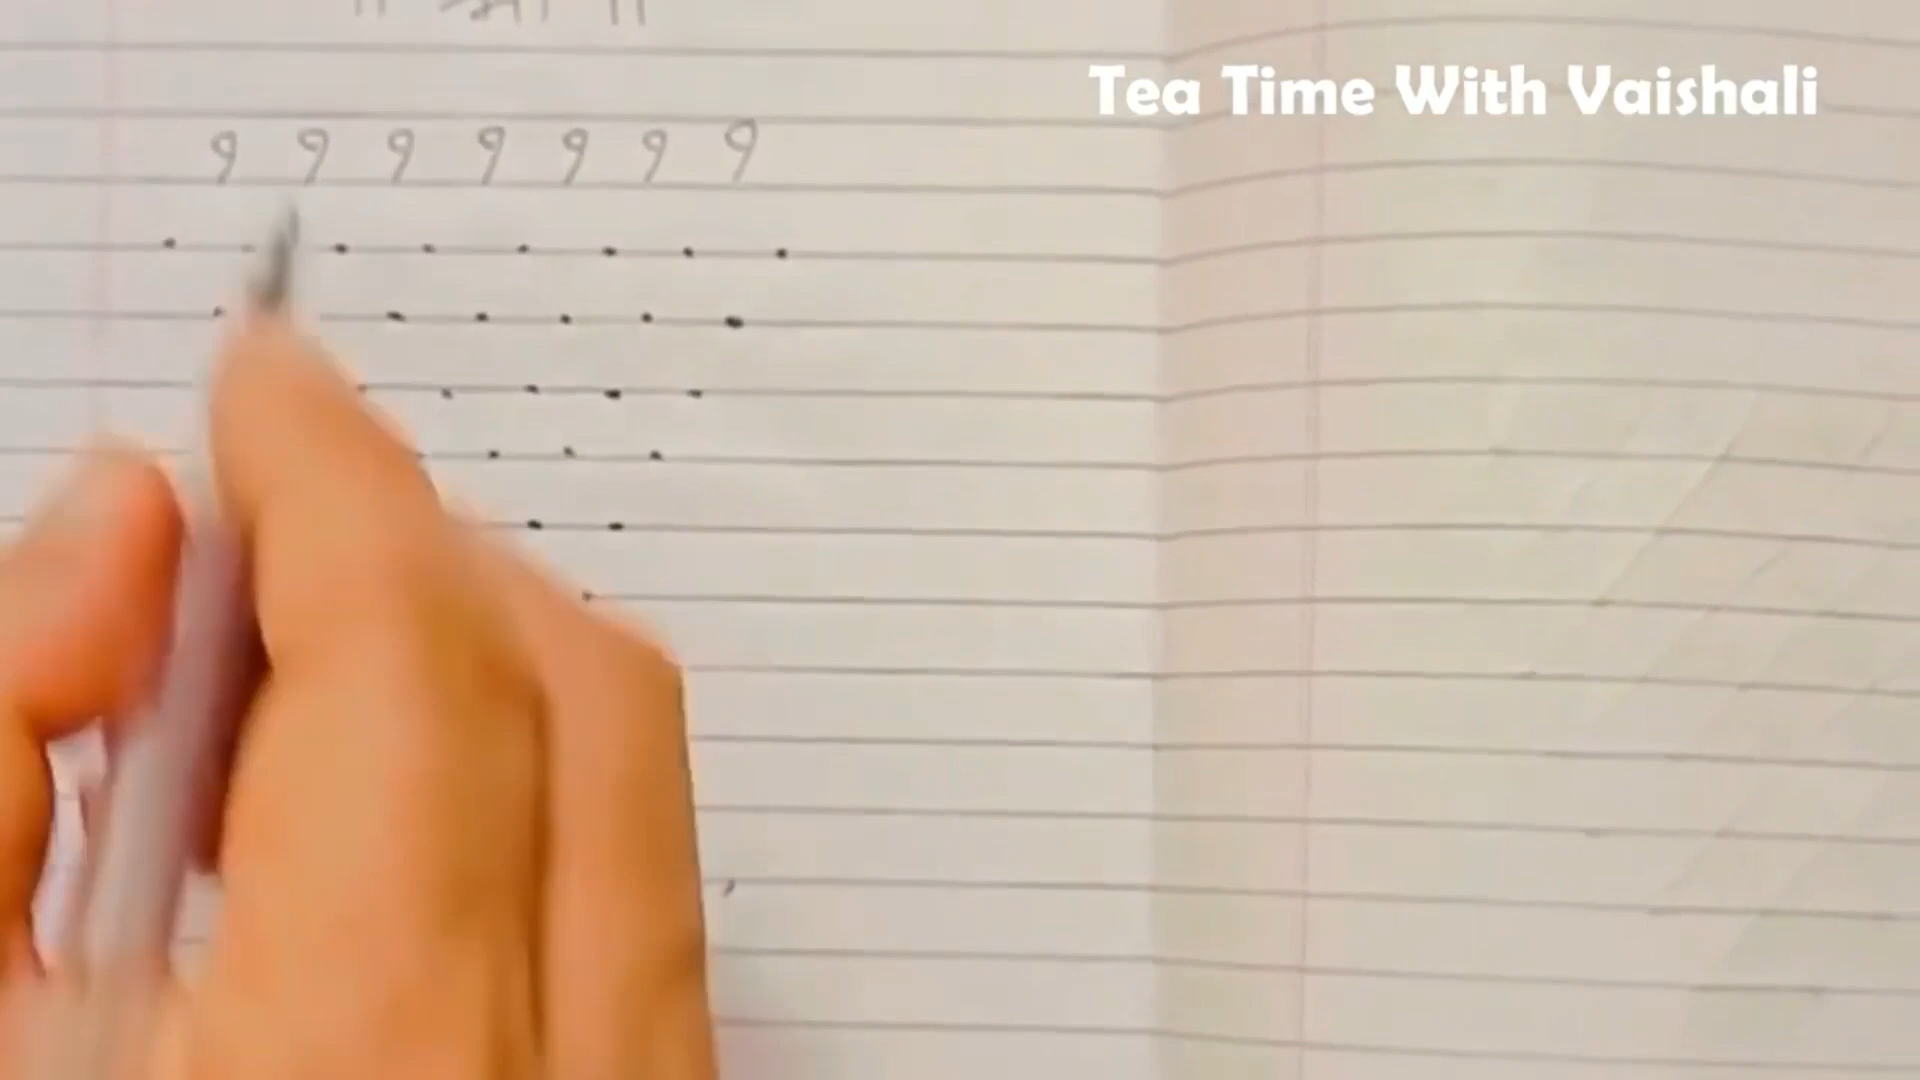 ॥ श्री ॥
Tea Time With Vaishali
१ १ १ १ १ १ १